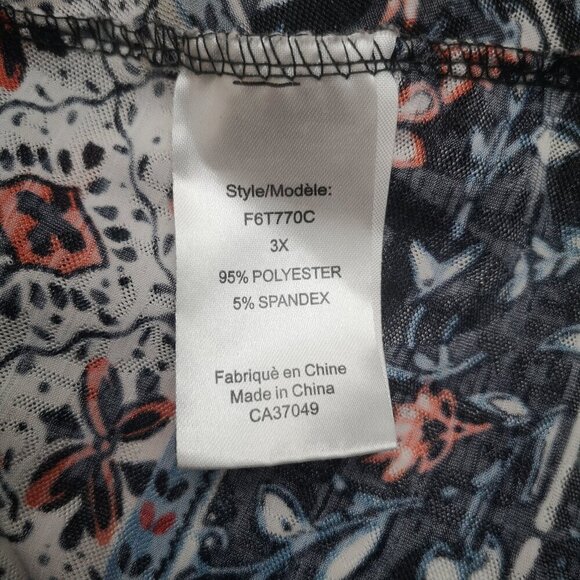 Style/Modèle:
F6T770C
3X
95% POLYESTER
5% SPANDEX
Fabriquè en Chine
Made in China
CA37049